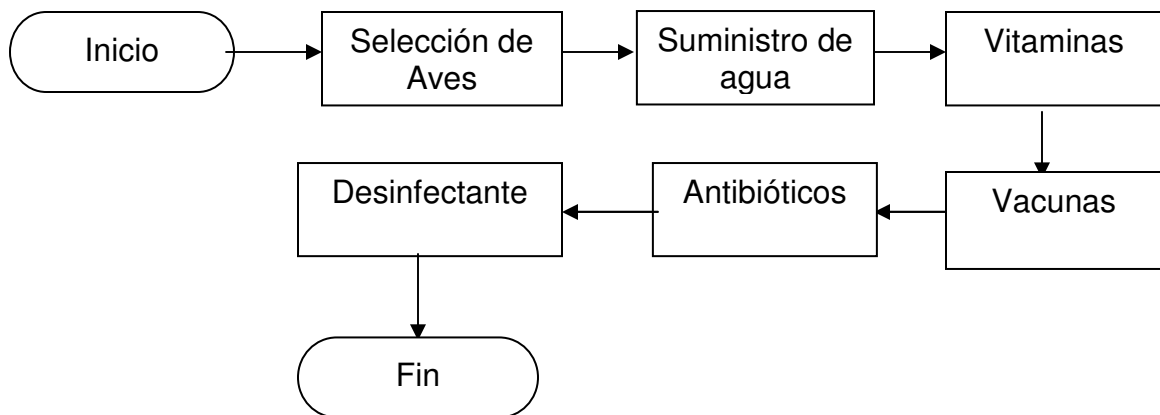 Inicio
Selección de
Aves
Suministro de
agua
Vitaminas
Vacunas
Antibióticos
Desinfectante
Fin